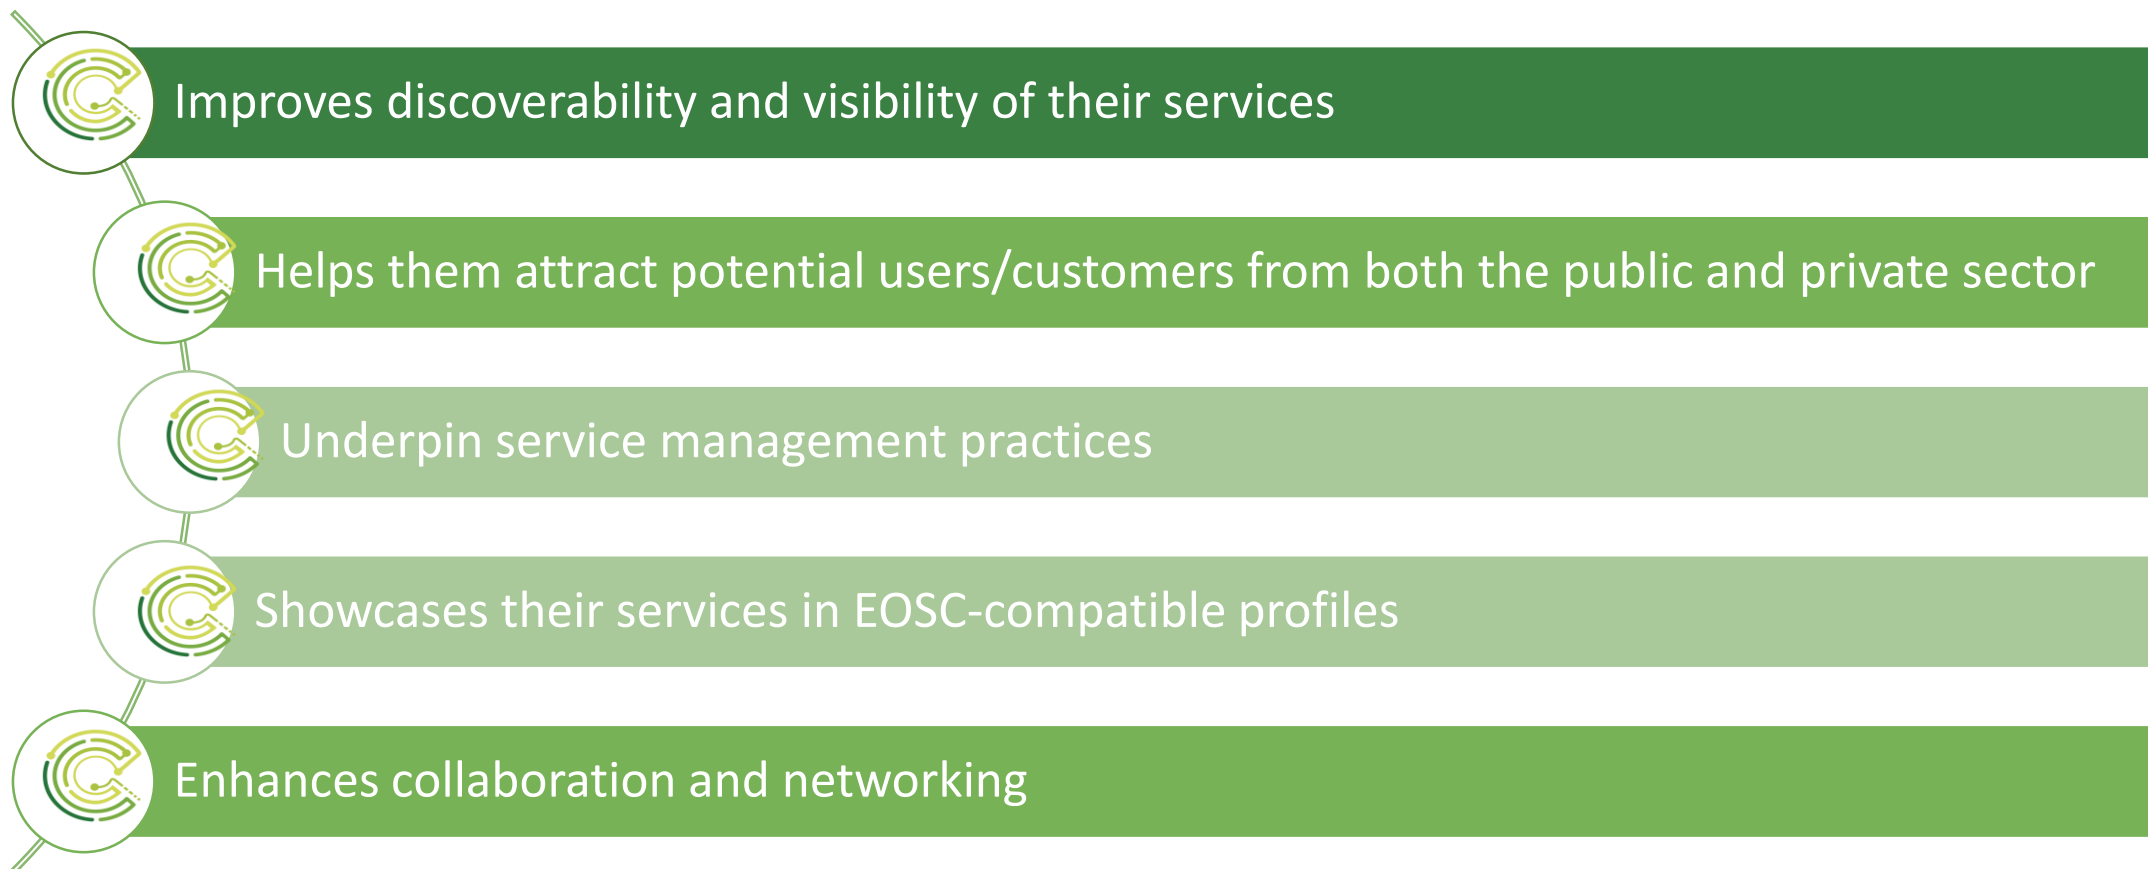 Improves discoverability and visibility of their services
Helps them attract potential users/customers from both the public and private sector
Underpin service management practices
Showcases their services in EOSC-compatible profiles
Enhances collaboration and networking